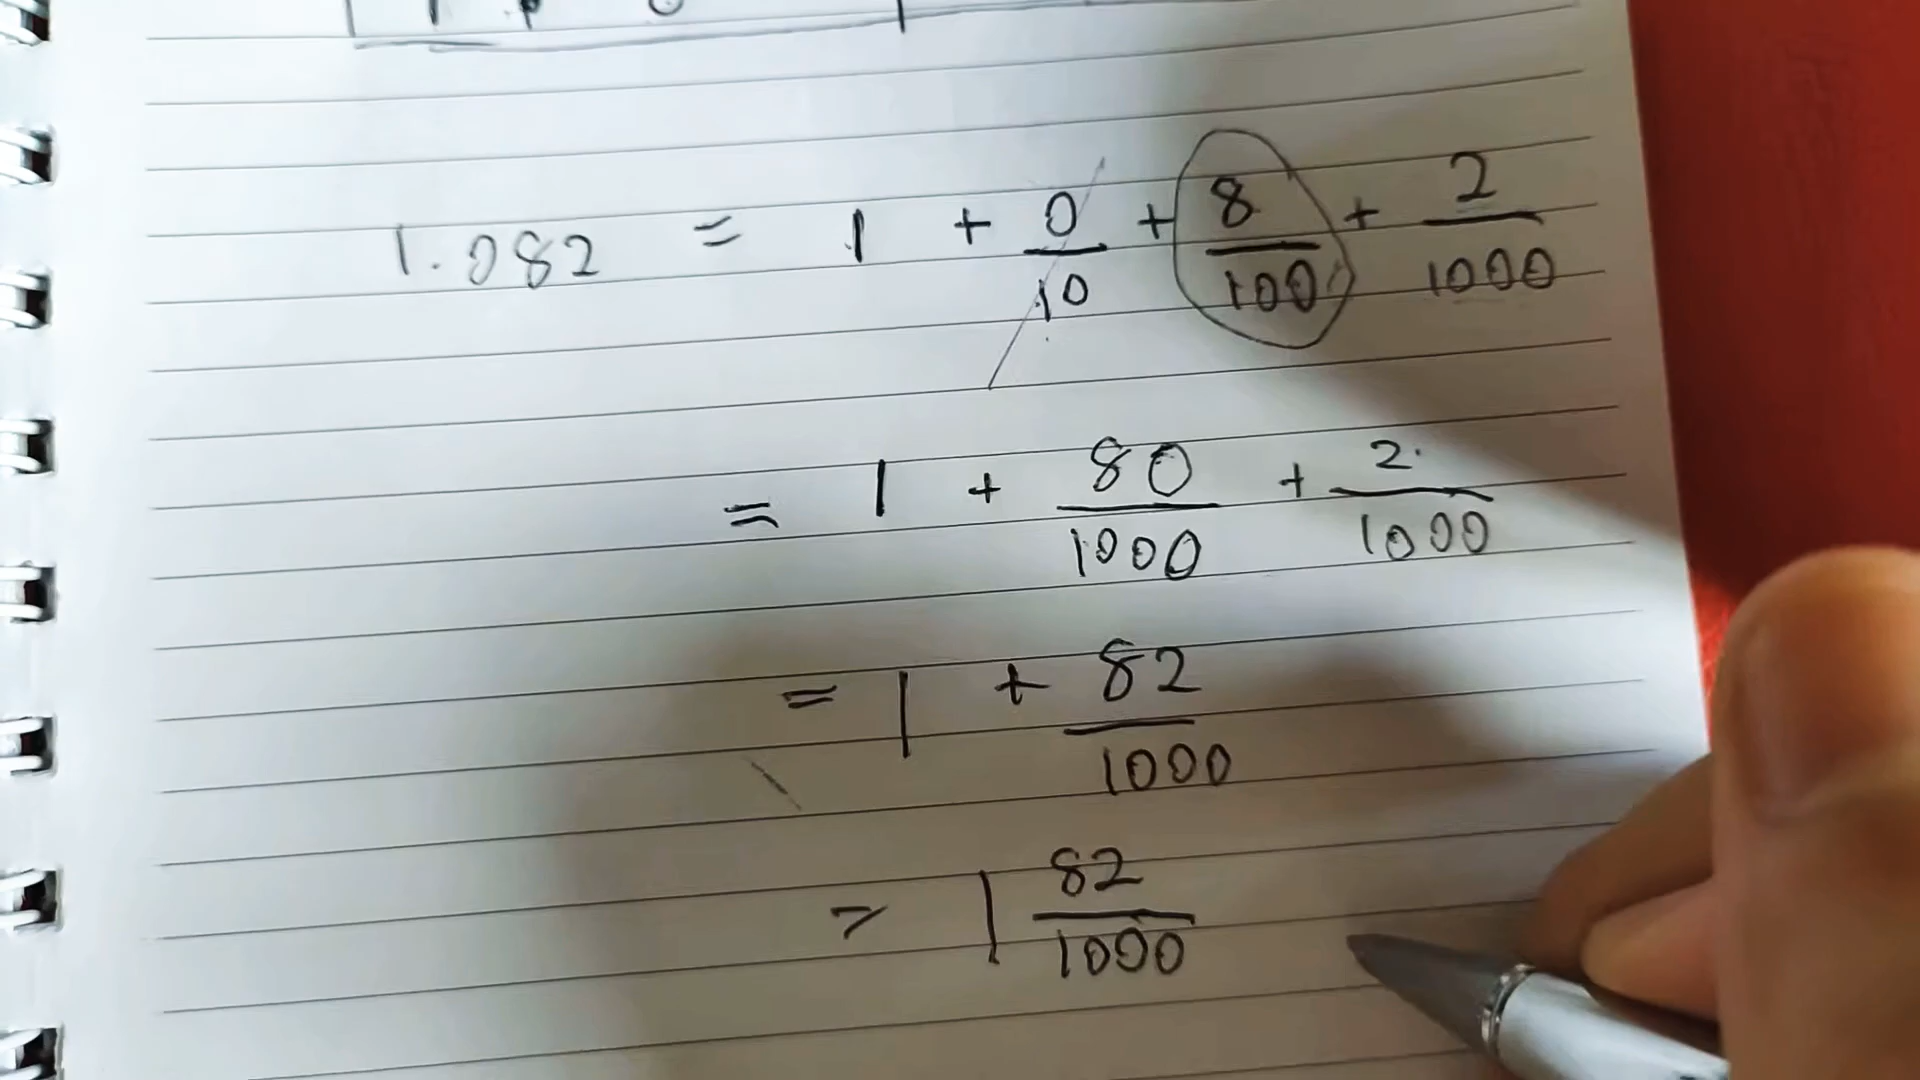 1.082 = 1 + 0/10 + 8/100 + 2/1000
= 1 + 80/1000 + 2/1000
= 1 + 82/1000
= 1 82/1000